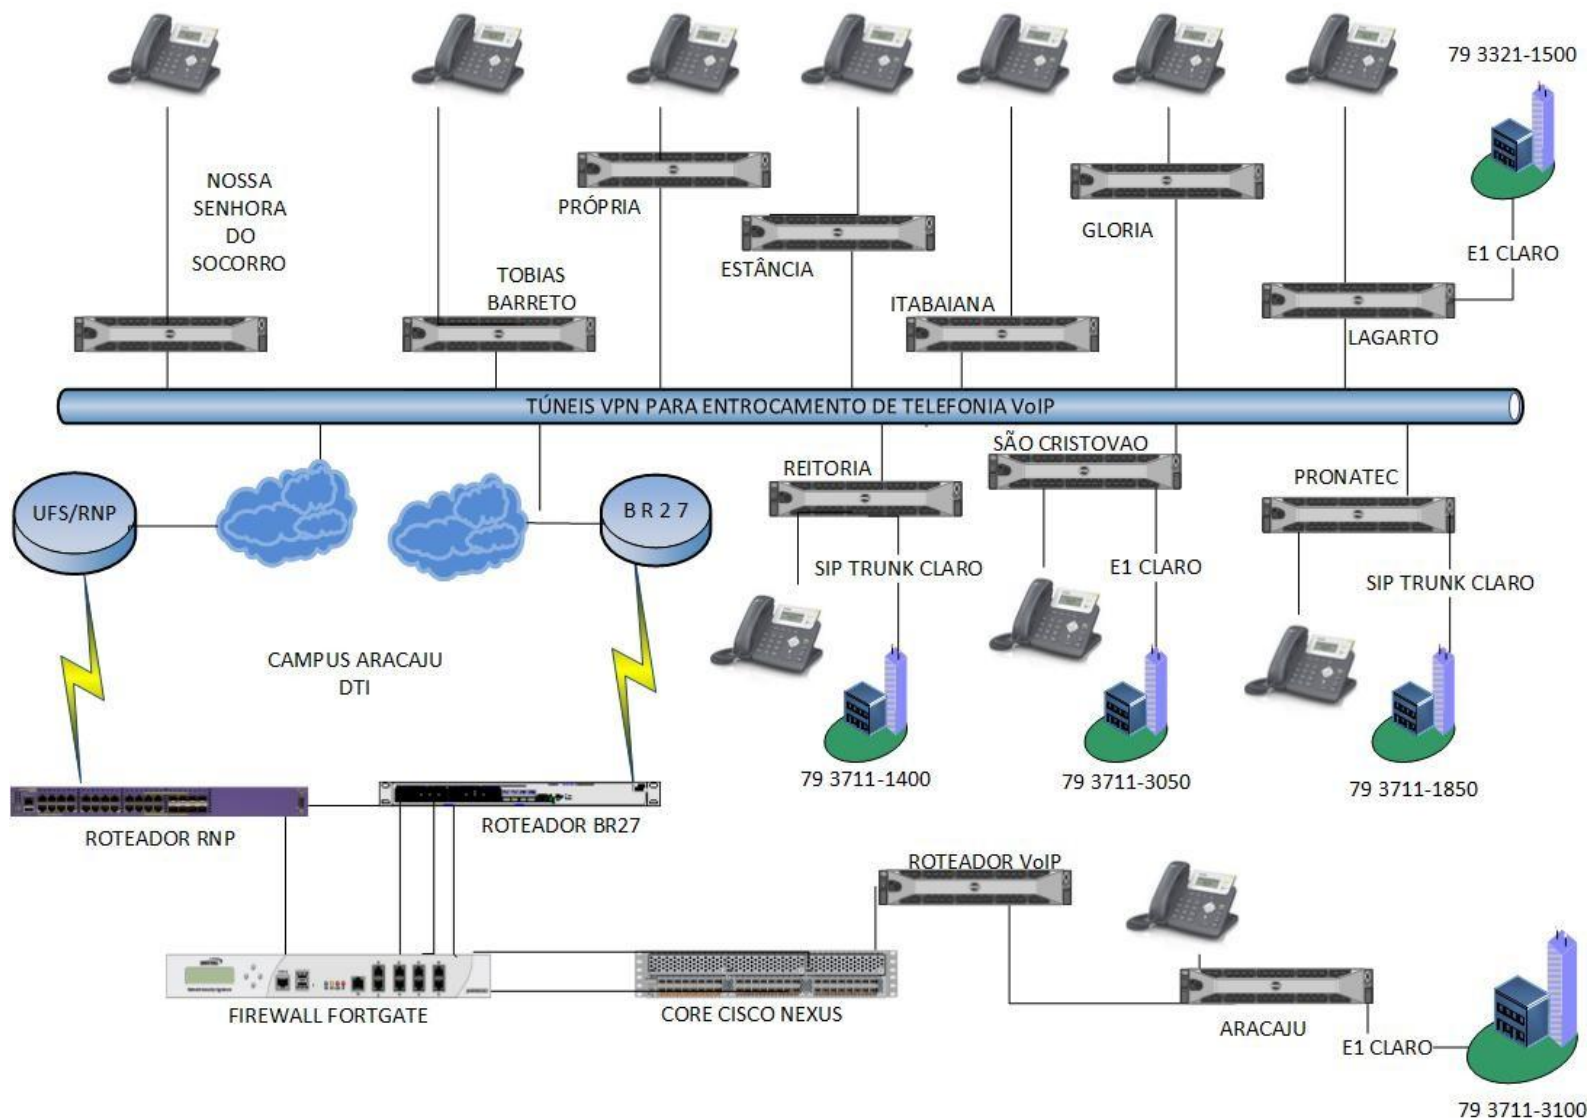 79 3321-1500
NOSSA
SENHORA
DO
SOCORRO
TOBIAS
BARRETO
PRÓPRIA
ESTÂNCIA
ITABAIANA
GLORIA
E1 CLARO
LAGARTO
TÚNEIS VPN PARA ENTROCAMENTO DE TELEFONIA VoIP
UFS/RNP
B R 2 7
REITORIA
SÃO CRISTOVAO
PRONATEC
SIP TRUNK CLARO
E1 CLARO
SIP TRUNK CLARO
CAMPUS ARACAJU
DTI
79 3711-1400
79 3711-3050
79 3711-1850
ROTEADOR RNP
ROTEADOR BR27
ROTEADOR VoIP
FIREWALL FORTGATE
CORE CISCO NEXUS
ARACAJU
E1 CLARO
79 3711-3100